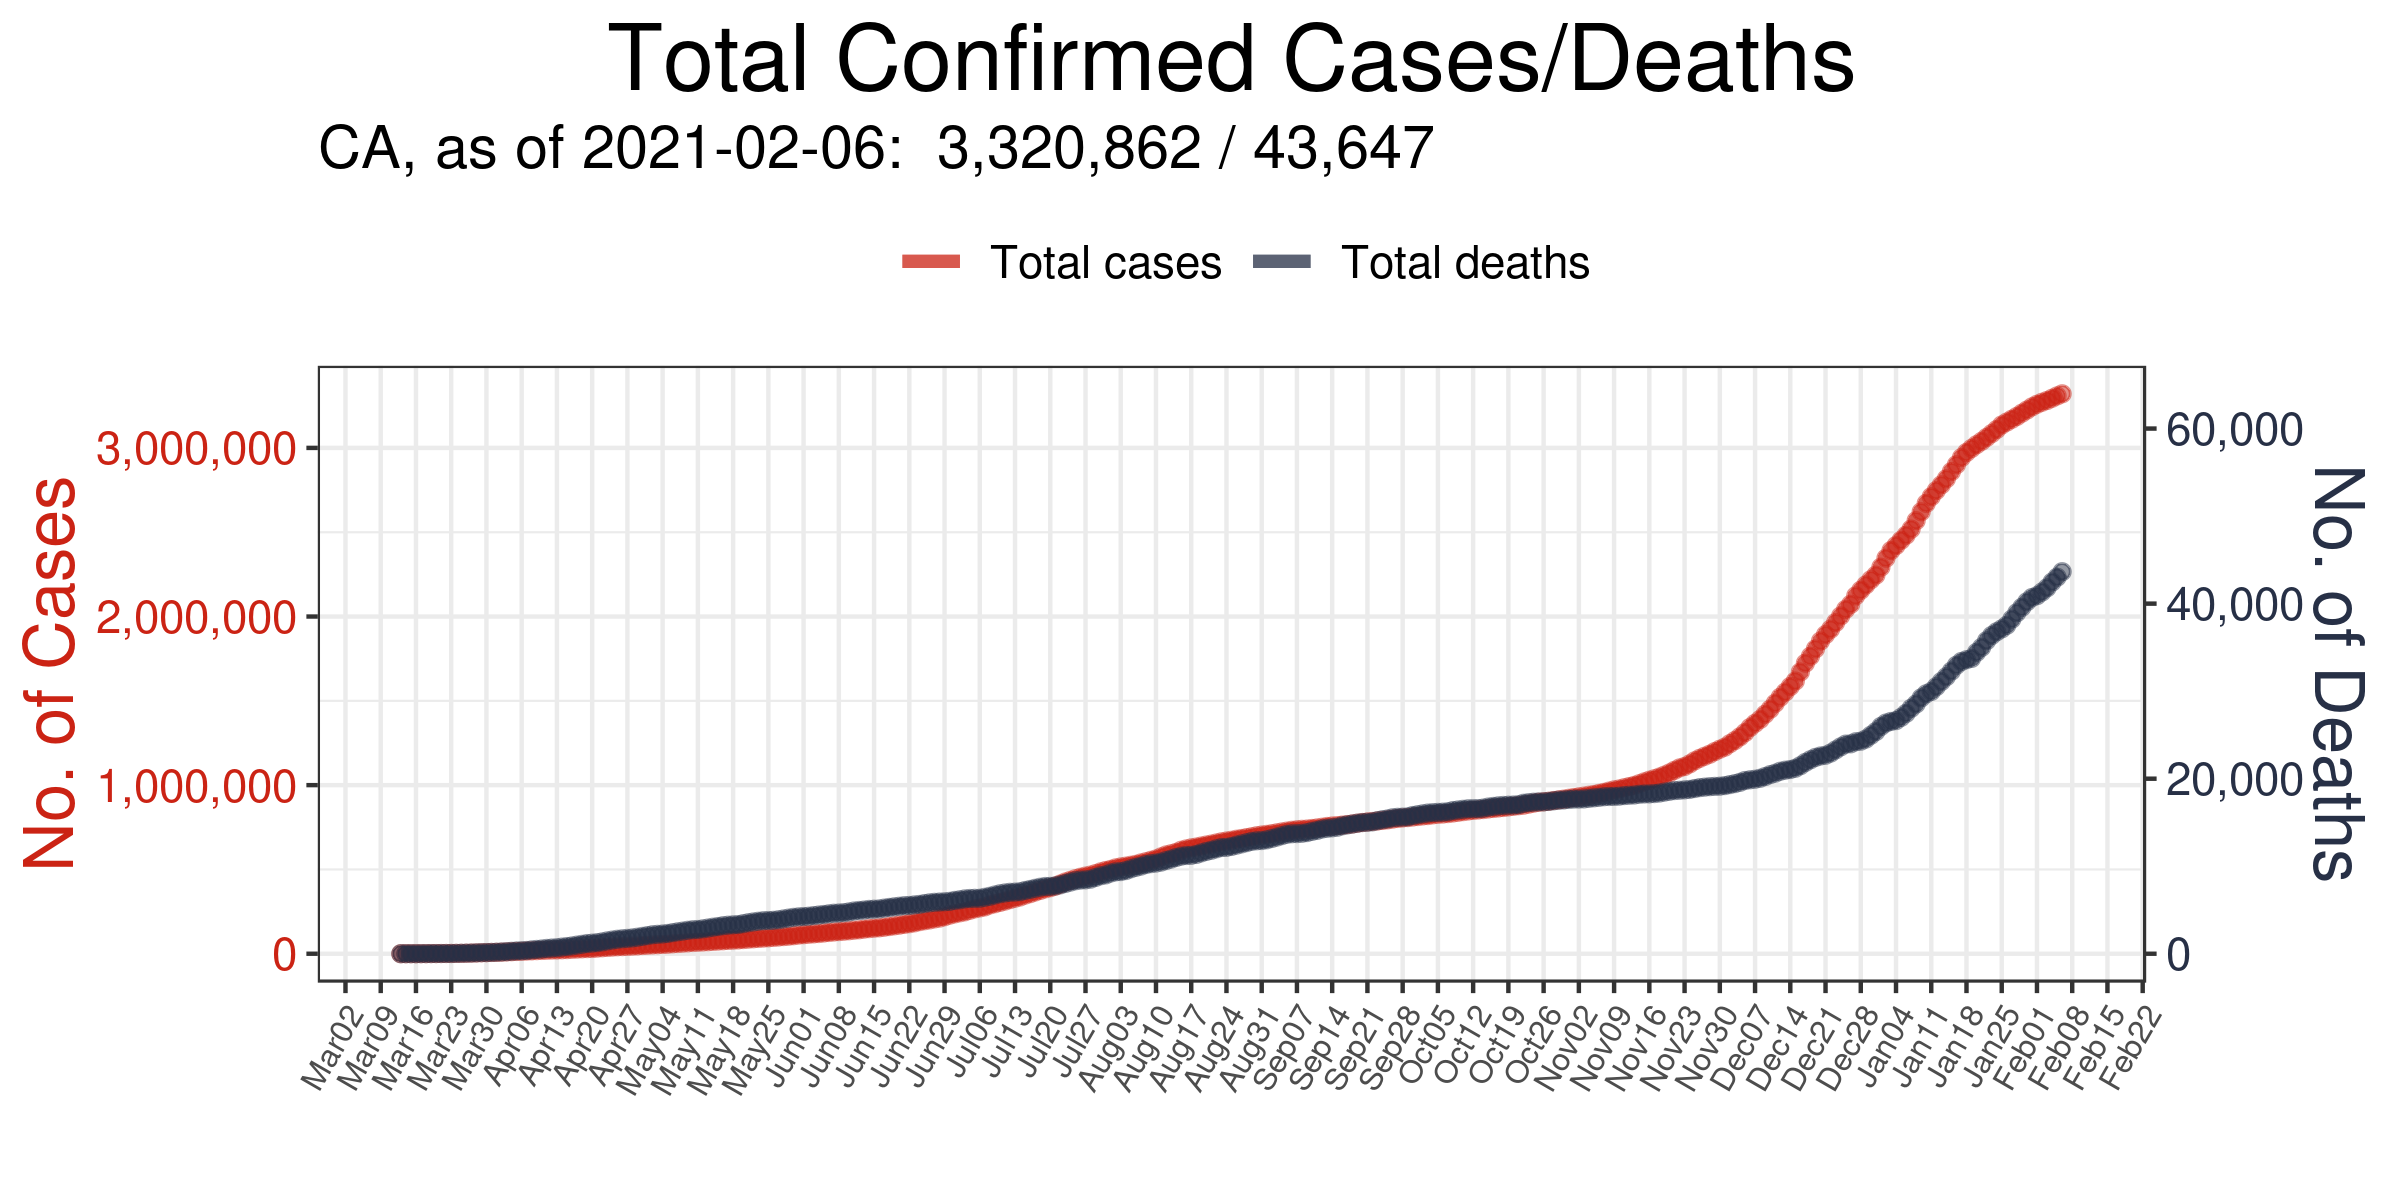 Total Confirmed Cases/Deaths
CA, as of 2021-02-06:  3,320,862 / 43,647
Total cases
Total deaths
No. of Cases
3,000,000
2,000,000
1,000,000
0
60,000
40,000
20,000
0
No. of Deaths
Mar02
Mar09
Mar16
Mar23
Mar30
Apr06
Apr13
Apr20
Apr27
May04
May11
May18
May25
Jun01
Jun08
Jun15
Jun22
Jun29
Jul06
Jul13
Jul20
Jul27
Aug03
Aug10
Aug17
Aug24
Aug31
Sep07
Sep14
Sep21
Sep28
Oct05
Oct12
Oct19
Oct26
Nov02
Nov09
Nov16
Nov23
Nov30
Dec07
Dec14
Dec21
Dec28
Jan04
Jan11
Jan18
Jan25
Feb01
Feb08
Feb15
Feb22